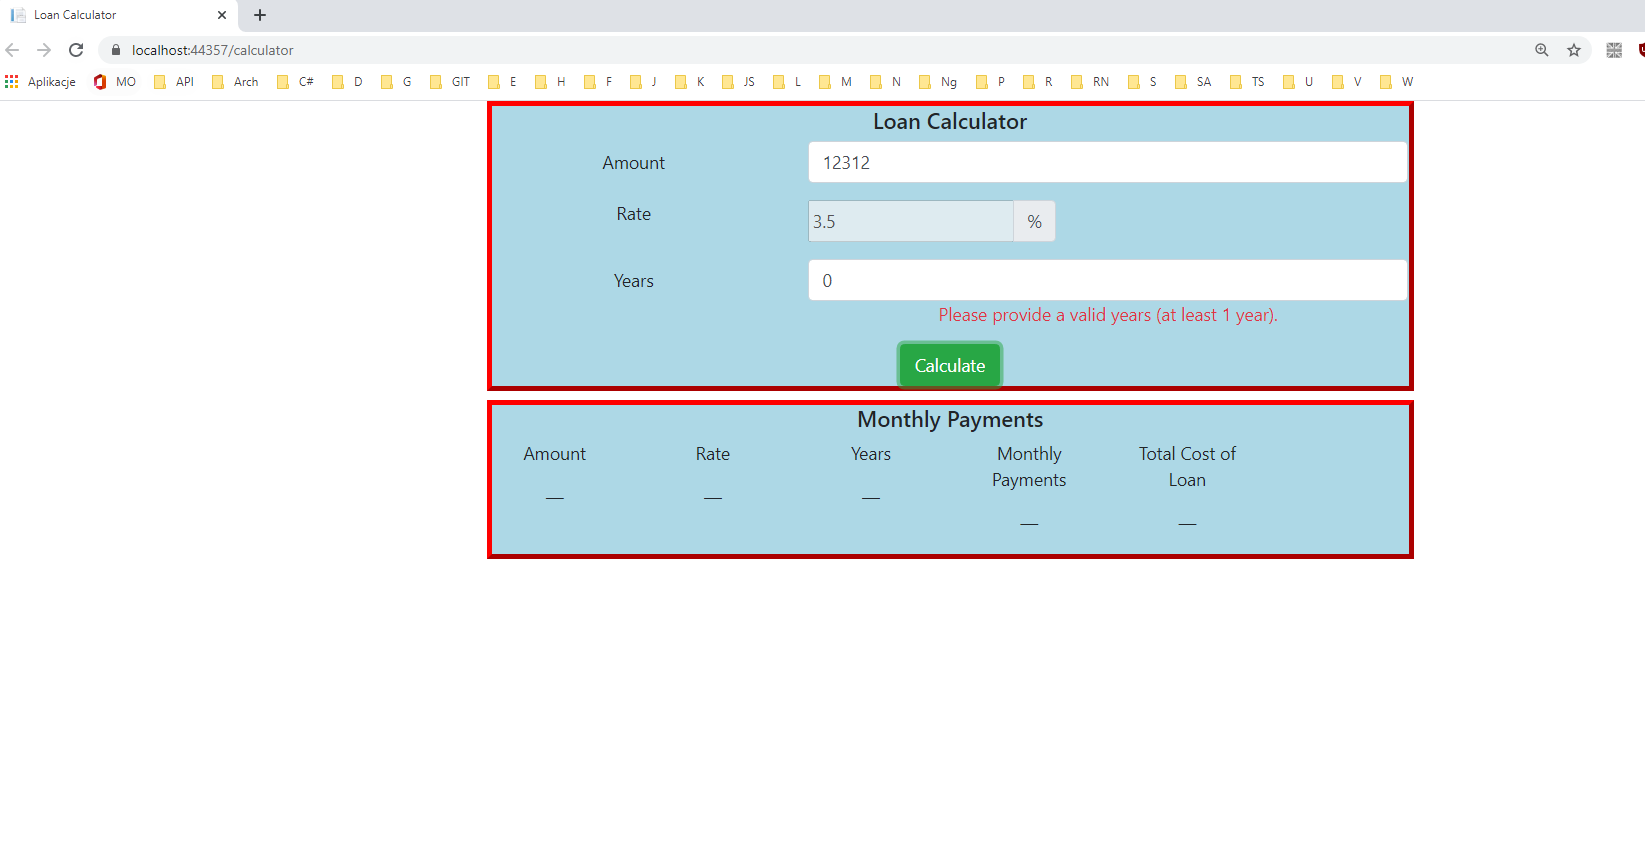 Loan Calculator
localhost:44357/calculator
Aplikacje MO API Arch C# D G GIT E H F J K JS L M N Ng P R RN S SA TS U V W
Loan Calculator
Amount 12312
Rate 3.5 %
Years 0
Please provide a valid years (at least 1 year).
Calculate
Monthly Payments
Amount Rate Years Monthly Payments Total Cost of Loan
— — — — —